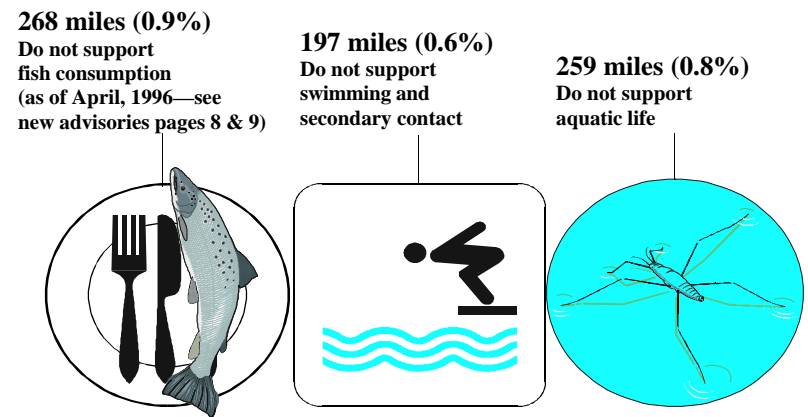 268 miles (0.9%)
Do not support
fish consumption
(as of April, 1996—see
new advisories pages 8 & 9)
197 miles (0.6%)
Do not support
swimming and
secondary contact
259 miles (0.8%)
Do not support
aquatic life